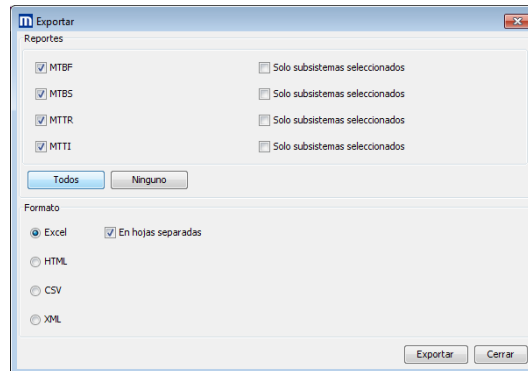 m Exportar
Reportes
MTBF Solo subsistemas seleccionados
MTBS Solo subsistemas seleccionados
MTTR Solo subsistemas seleccionados
MTTI Solo subsistemas seleccionados
Todos Ninguno
Formato
Excel En hojas separadas
HTML
CSV
XML
Exportar Cerrar